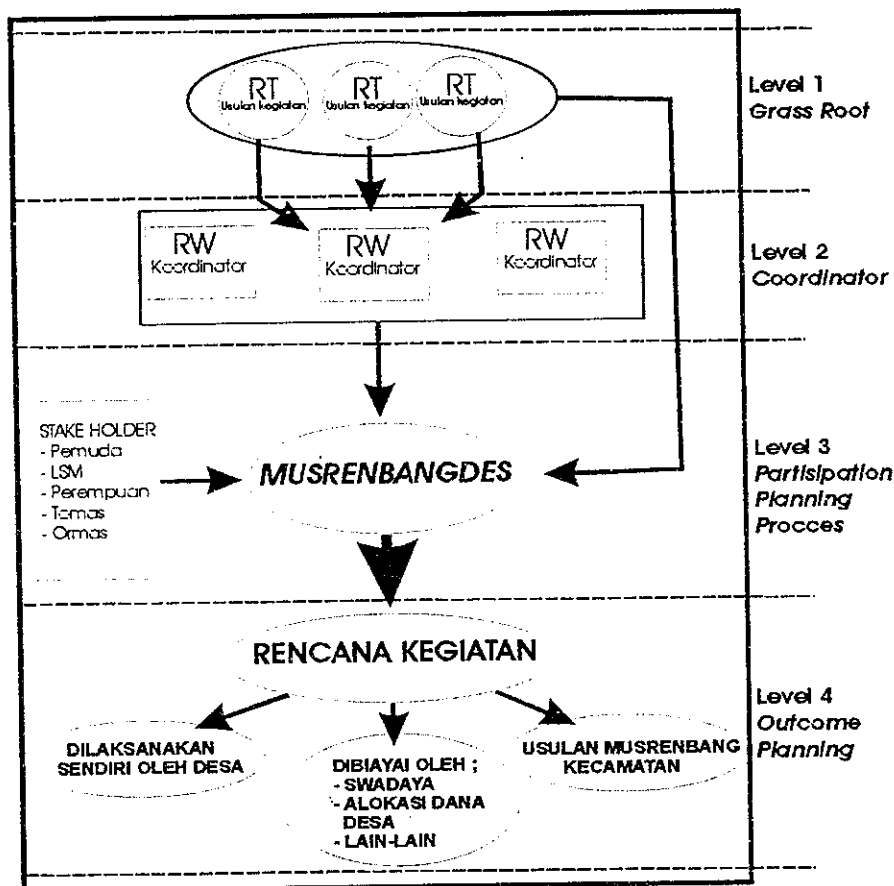 RT
Usulan kegiatan
RT
Usulan kegiatan
RT
Usulan kegiatan
Level 1
Grass Root
RW
Koordinator
RW
Koordinator
RW
Koordinator
Level 2
Coordinator
STAKE HOLDER
- Pemuda
- LSM
- Perempuan
- Tomas
- Ormas
MUSRENBANGDES
Level 3
Partisipation
Planning
Procces
RENCANA KEGIATAN
DILAKSANAKAN
SENDIRI OLEH DESA
DIBIAYAI OLEH ;
- SWADAYA
- ALOKASI DANA
DESA
- LAIN-LAIN
USULAN MUSRENBANG
KECAMATAN
Level 4
Outcome
Planning